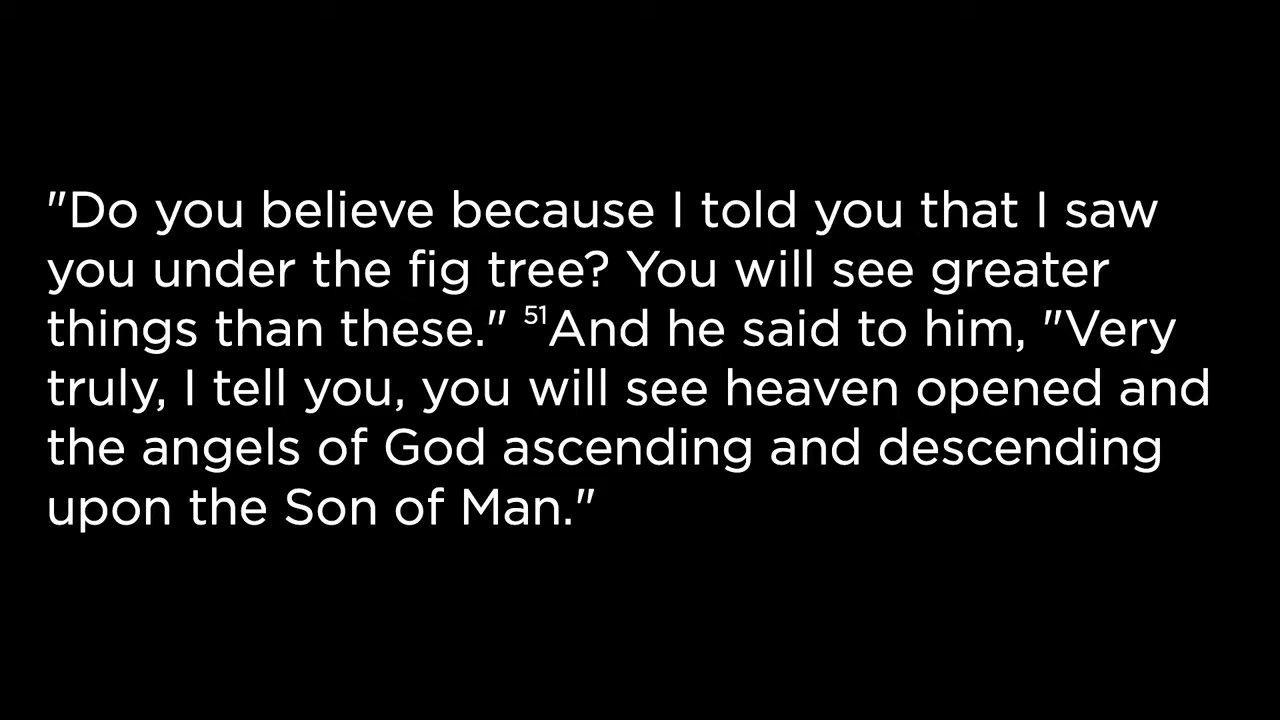 "Do you believe because I told you that I saw
you under the fig tree? You will see greater
things than these." ⁵¹And he said to him, "Very
truly, I tell you, you will see heaven opened and
the angels of God ascending and descending
upon the Son of Man."